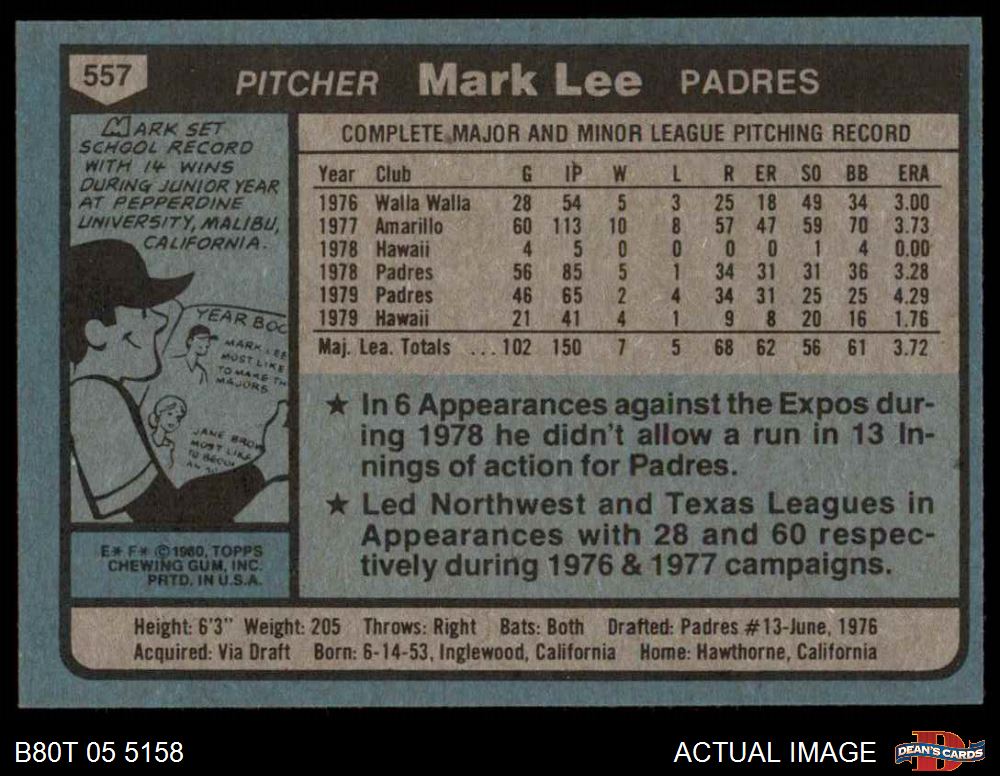 557 PITCHER Mark Lee PADRES
MARK SET
SCHOOL RECORD
WITH 14 WINS
DURING JUNIOR YEAR
AT PEPPERDINE
UNIVERSITY, MALIBU,
CALIFORNIA.
YEAR BOO
MARK LEE
MOST LIKE
TO MAKE TH
MAJORS
JANE BROW
MOST LIKE
TO BECO
AN
E* F* © 1980, TOPPS
CHEWING GUM, INC.
PRTD. IN U.S.A.
COMPLETE MAJOR AND MINOR LEAGUE PITCHING RECORD
Year Club G IP W L R ER SO BB ERA
1976 Walla Walla 28 54 5 3 25 18 49 34 3.00
1977 Amarillo 60 113 10 8 57 47 59 70 3.73
1978 Hawaii 4 5 0 0 0 0 1 4 0.00
1978 Padres 56 85 5 1 34 31 31 36 3.28
1979 Padres 46 65 2 4 34 31 25 25 4.29
1979 Hawaii 21 41 4 1 9 8 20 16 1.76
Maj. Lea. Totals ... 102 150 7 5 68 62 56 61 3.72
★ In 6 Appearances against the Expos dur-
ing 1978 he didn't allow a run in 13 In-
nings of action for Padres.
★ Led Northwest and Texas Leagues in
Appearances with 28 and 60 respec-
tively during 1976 & 1977 campaigns.
Height: 6'3" Weight: 205 Throws: Right Bats: Both Drafted: Padres #13-June, 1976
Acquired: Via Draft Born: 6-14-53, Inglewood, California Home: Hawthorne, California
B80T 05 5158 ACTUAL IMAGE DEAN'S CARDS